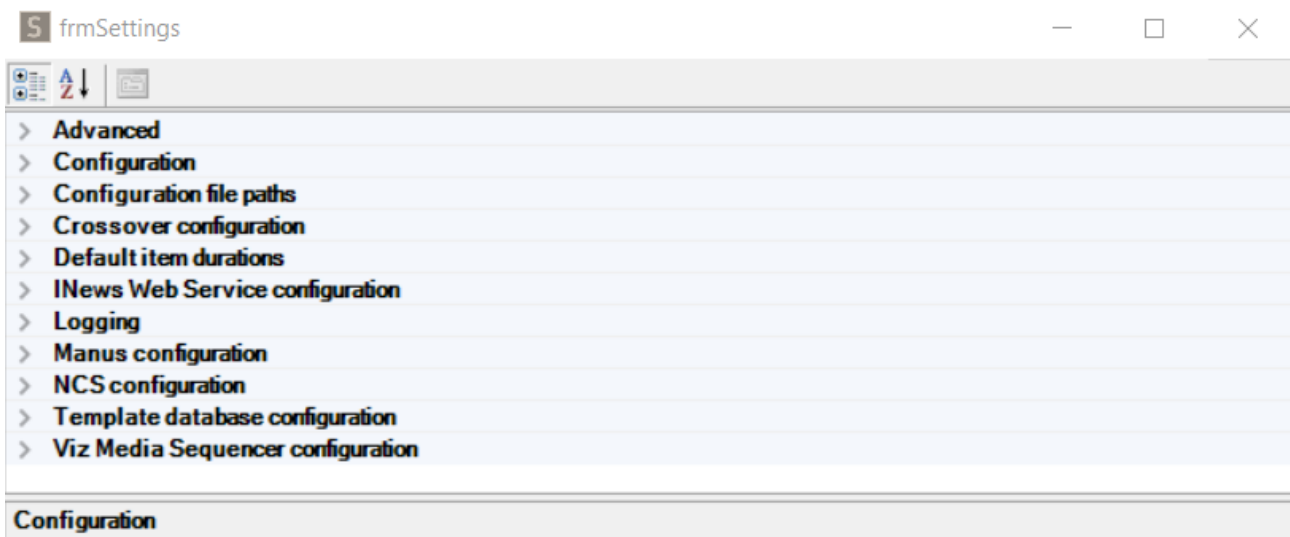 S frmSettings
A
Z
Advanced
Configuration
Configuration file paths
Crossover configuration
Default item durations
INews Web Service configuration
Logging
Manus configuration
NCS configuration
Template database configuration
Viz Media Sequencer configuration
Configuration